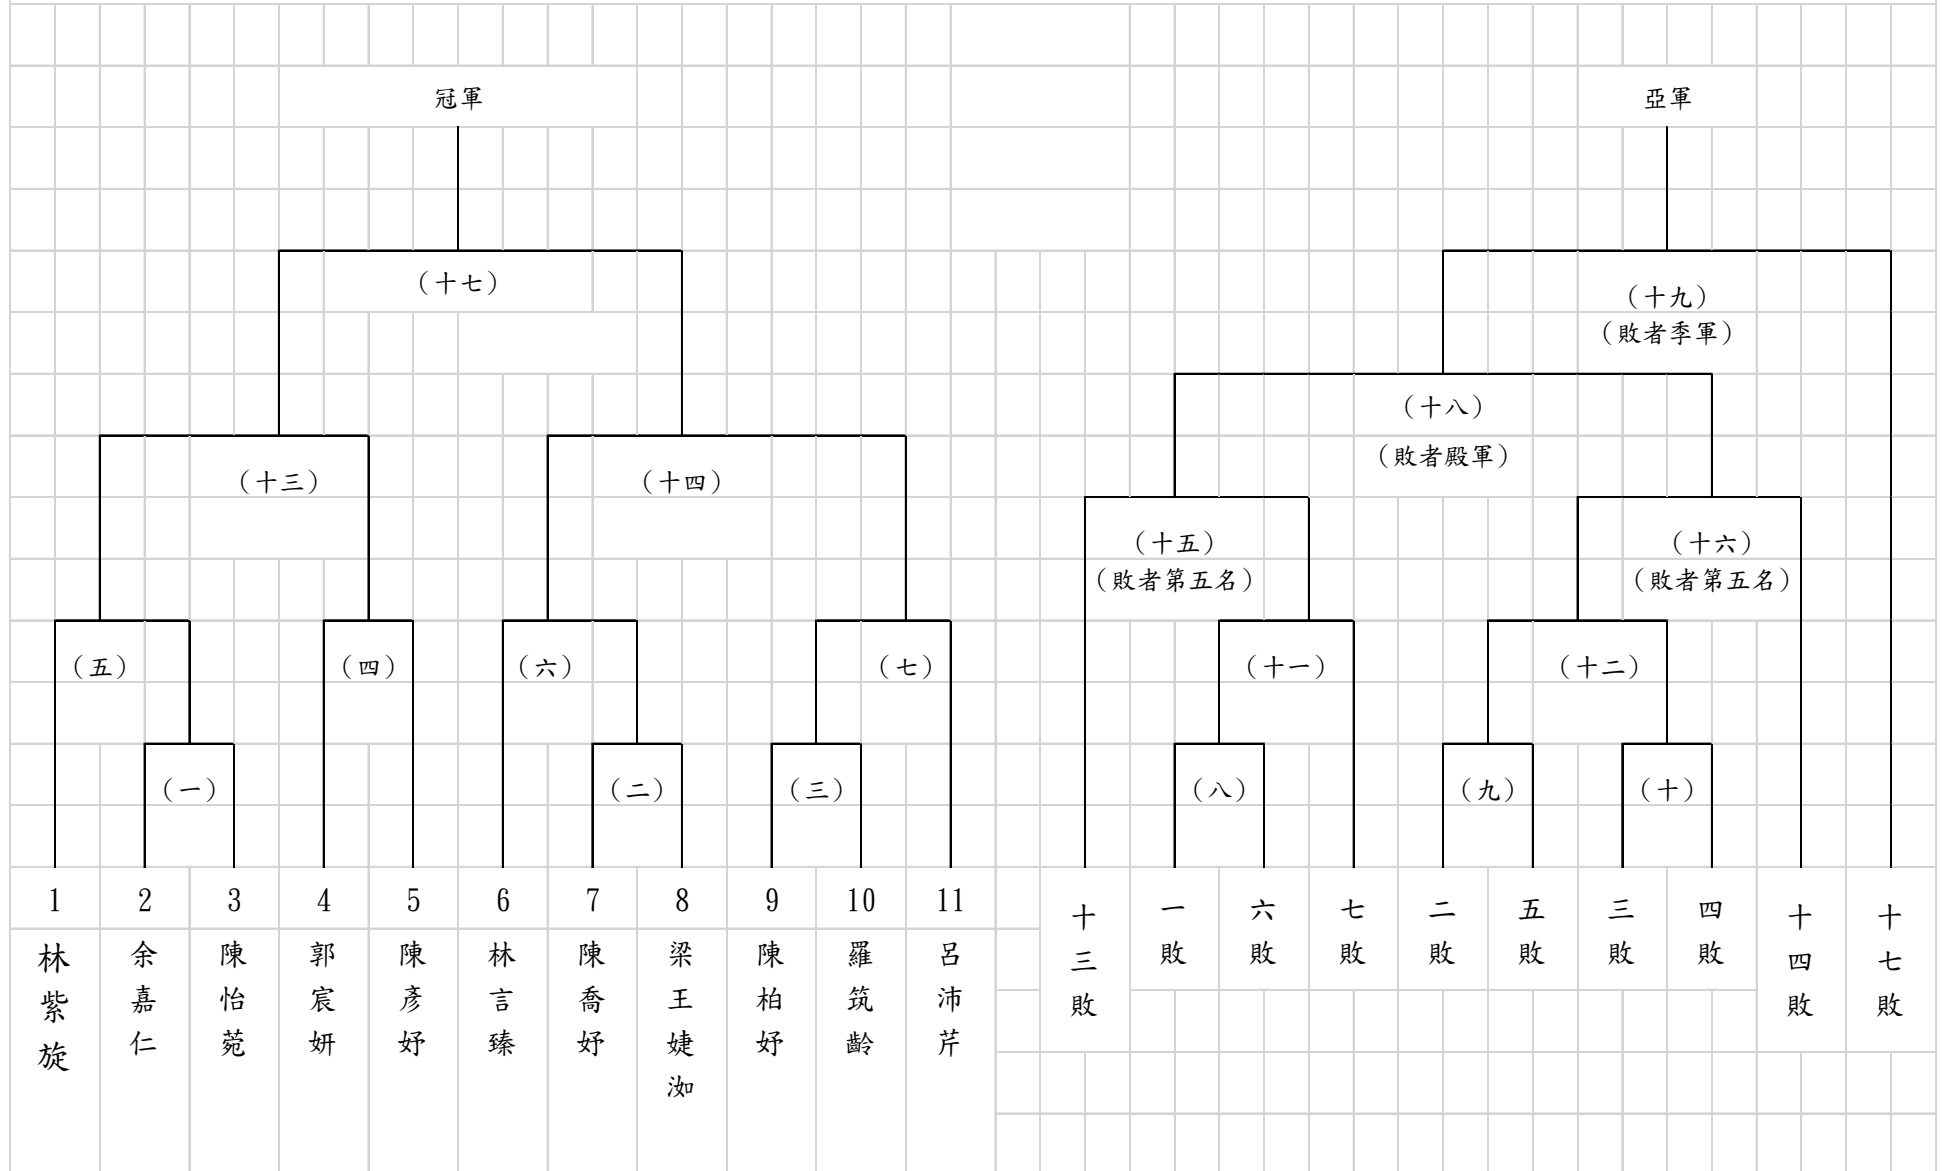 冠軍
亞軍
（十七）
（十九）
（敗者季軍）
（十八）
（敗者殿軍）
（十三）
（十四）
（十五）
（敗者第五名）
（十六）
（敗者第五名）
（五）
（四）
（六）
（七）
（十一）
（十二）
（一）
（二）
（三）
（八）
（九）
（十）
1
2
3
4
5
6
7
8
9
10
11
林紫旋
余嘉仁
陳怡菀
郭宸妍
陳彥妤
林言臻
陳喬妤
梁王婕洳
陳柏妤
羅筑齡
呂沛芹
十三敗
一敗
六敗
七敗
二敗
五敗
三敗
四敗
十四敗
十七敗